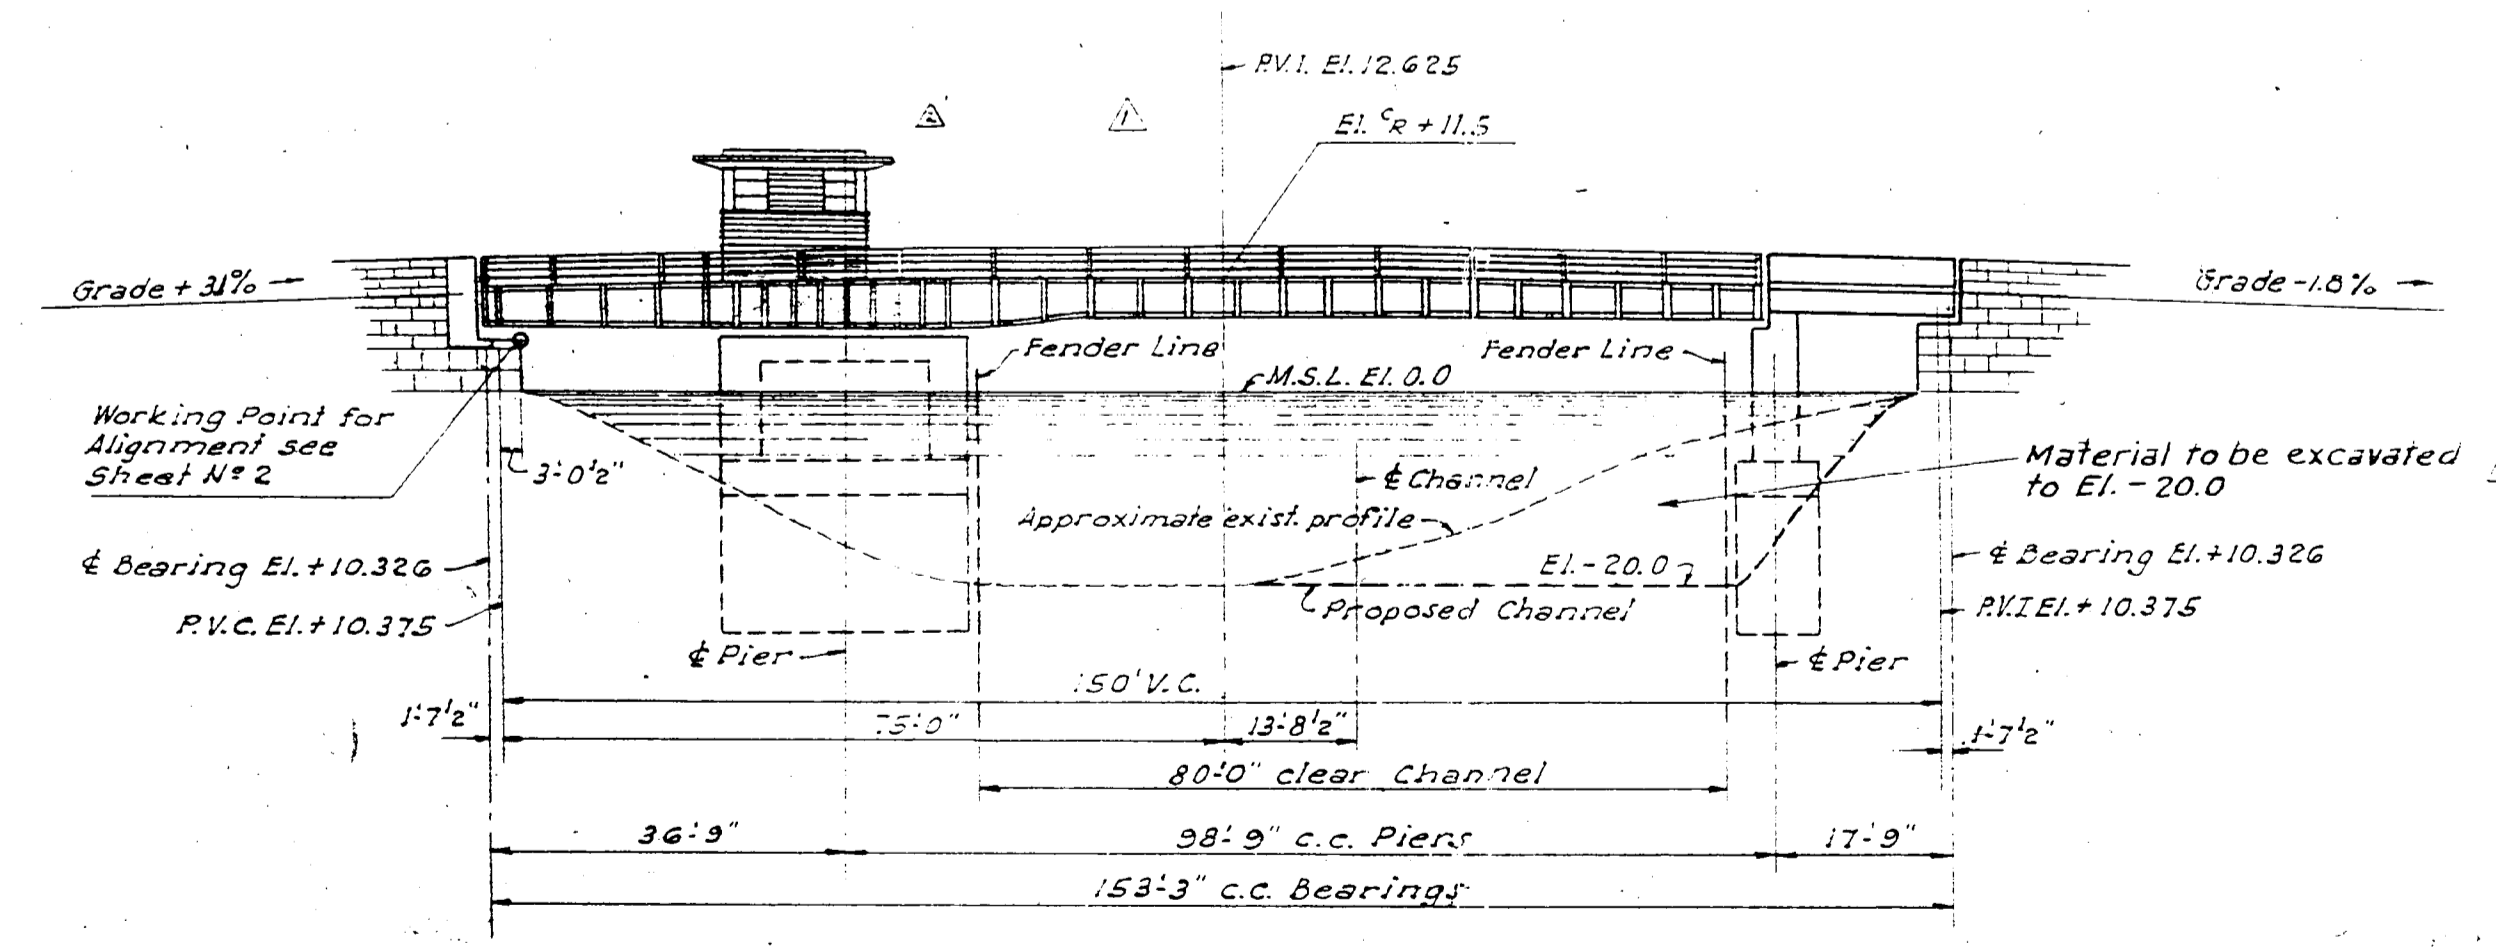 P.V.I. El. 12.625
2
1
El. CR + 11.5
Grade + 3.1%
Grade -1.8%
Fender Line
Fender Line
M.S.L. El. 0.0
Working Point for
Alignment see
Sheet Nº 2
3'-0½"
℄ Channel
Material to be excavated
to El. - 20.0
Approximate exist. profile
℄ Bearing El. +10.326
El. - 20.0
℄ Bearing El. +10.326
P.V.C. El. + 10.375
Proposed Channel
P.V.I El. + 10.375
℄ Pier
℄ Pier
150' V.C.
1'-7½"
75'-0"
13'-8½"
1'-7½"
80'-0" clear Channel
36'-9"
98'-9" c.c. Piers
17'-9"
153'-3" c.c. Bearings